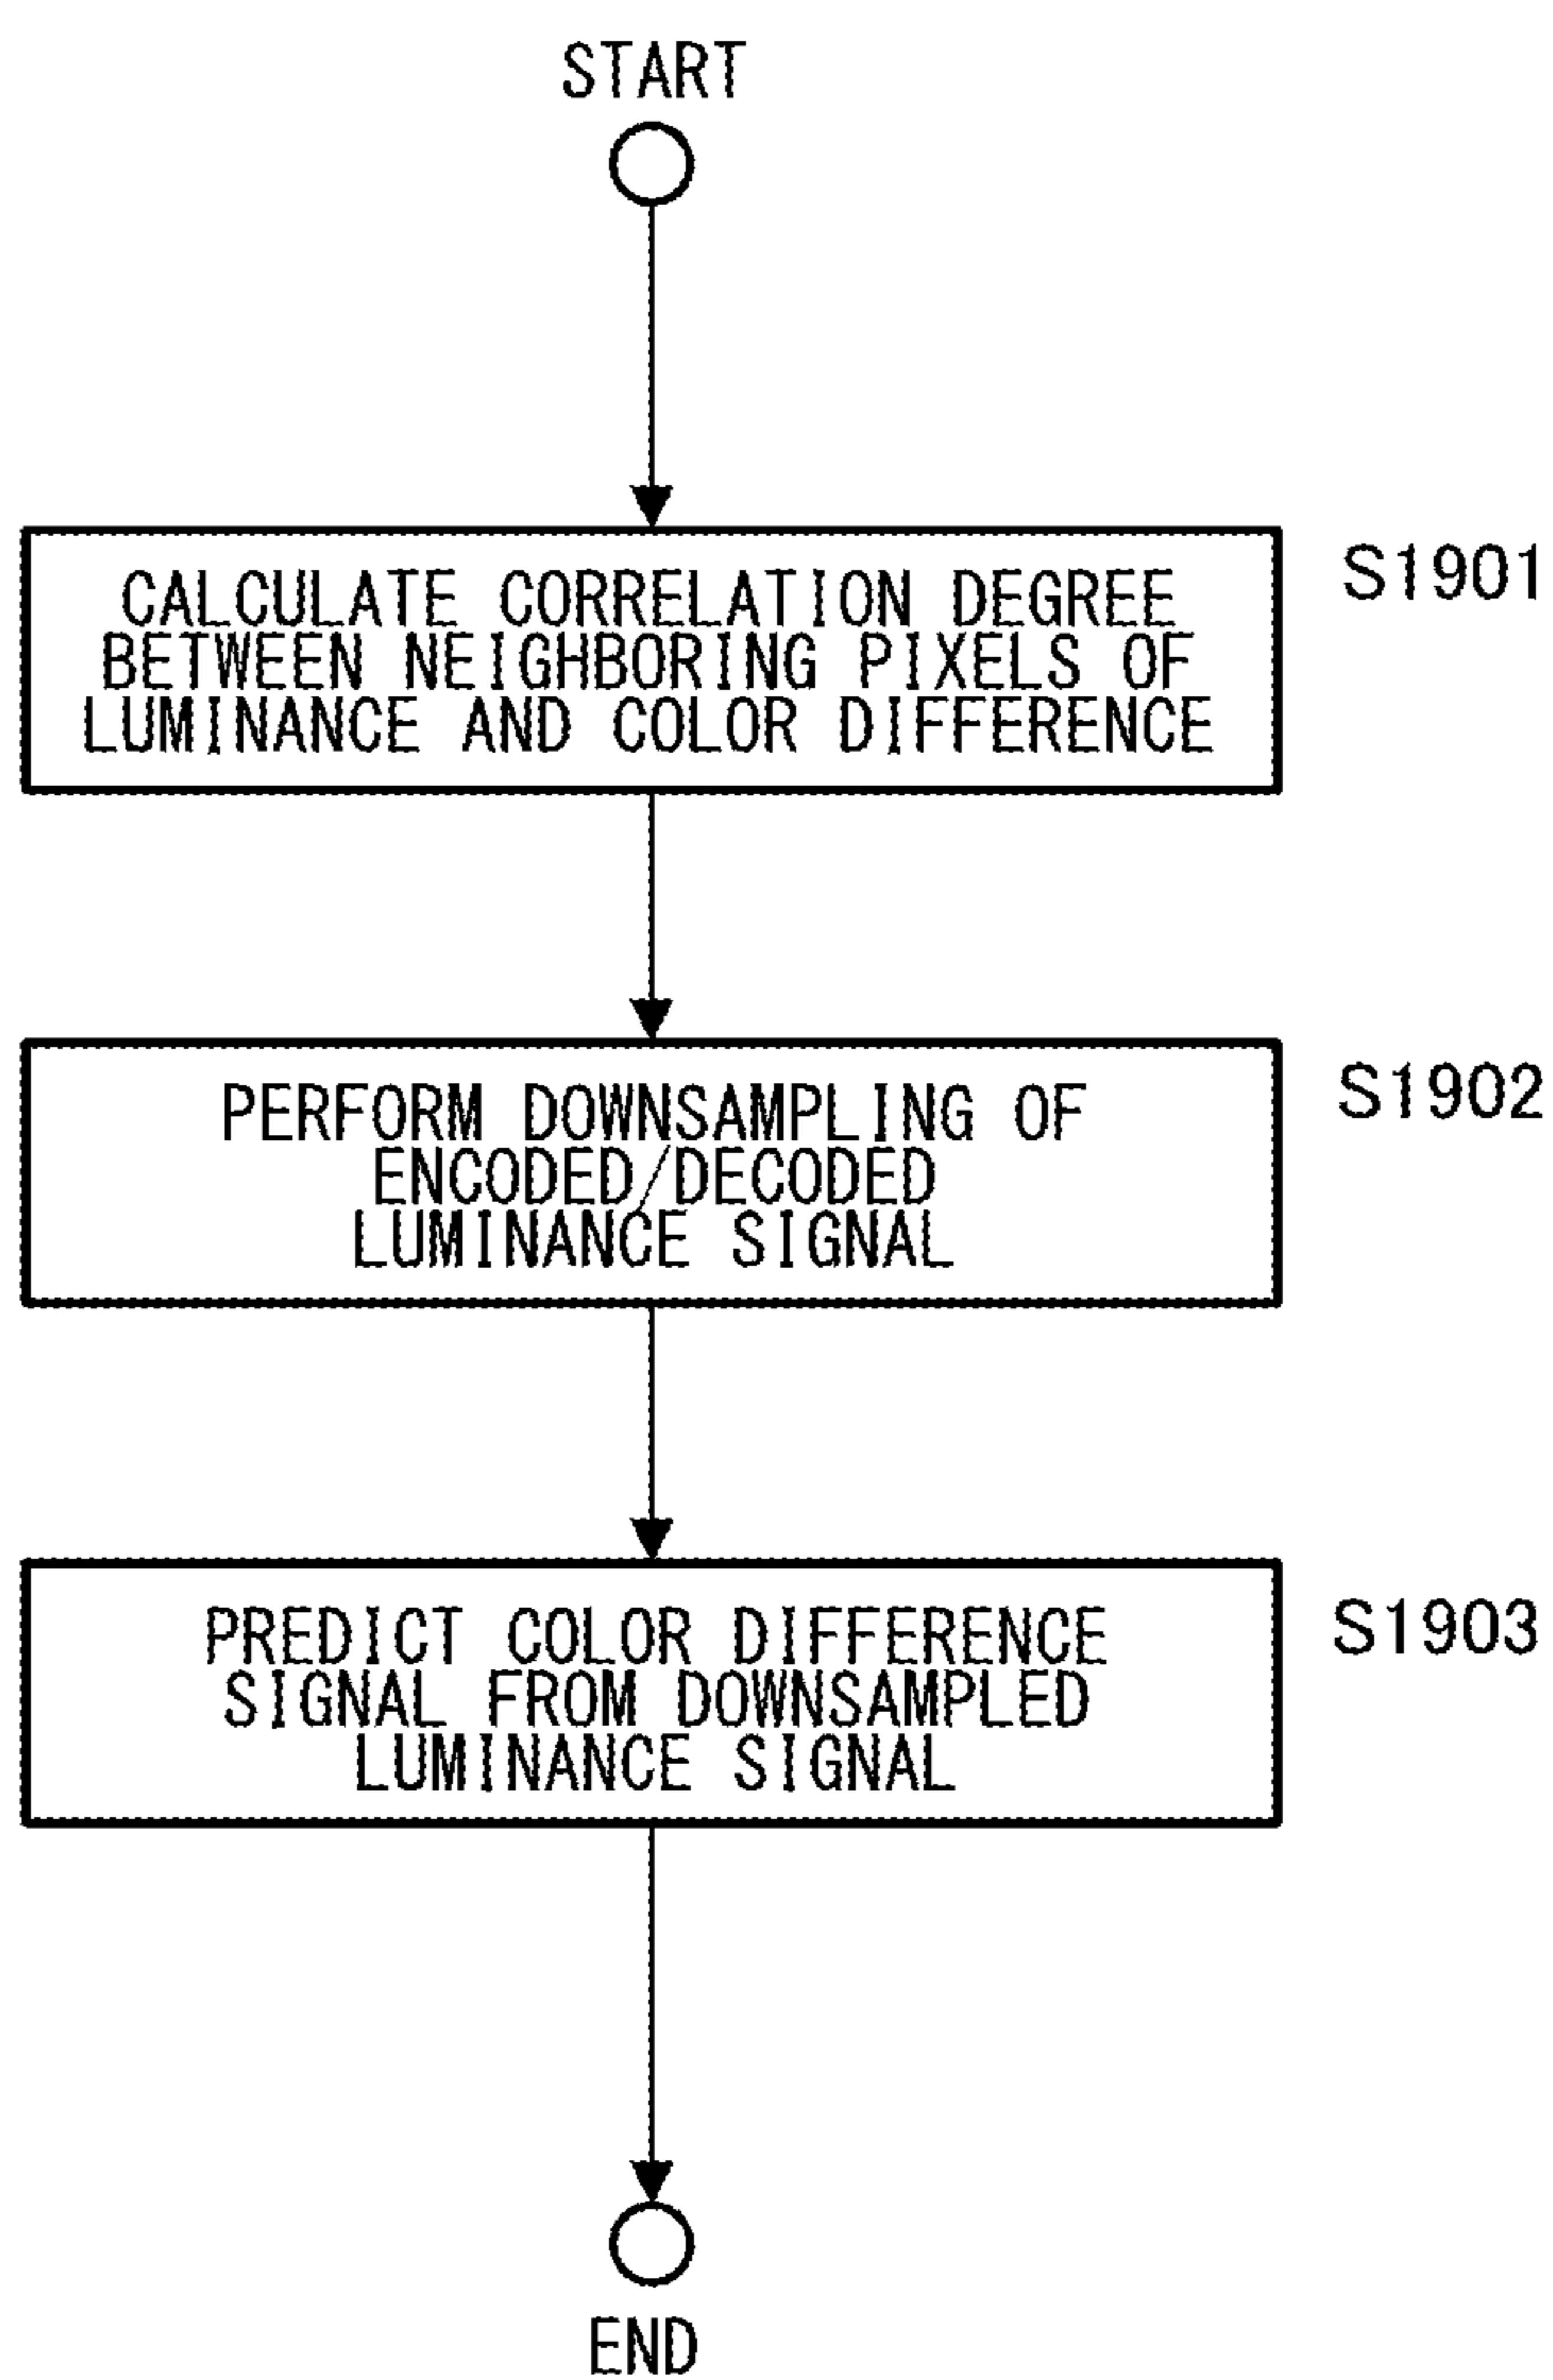 START
CALCULATE CORRELATION DEGREE
BETWEEN NEIGHBORING PIXELS OF
LUMINANCE AND COLOR DIFFERENCE
S1901
PERFORM DOWNSAMPLING OF
ENCODED/DECODED
LUMINANCE SIGNAL
S1902
PREDICT COLOR DIFFERENCE
SIGNAL FROM DOWNSAMPLED
LUMINANCE SIGNAL
S1903
END